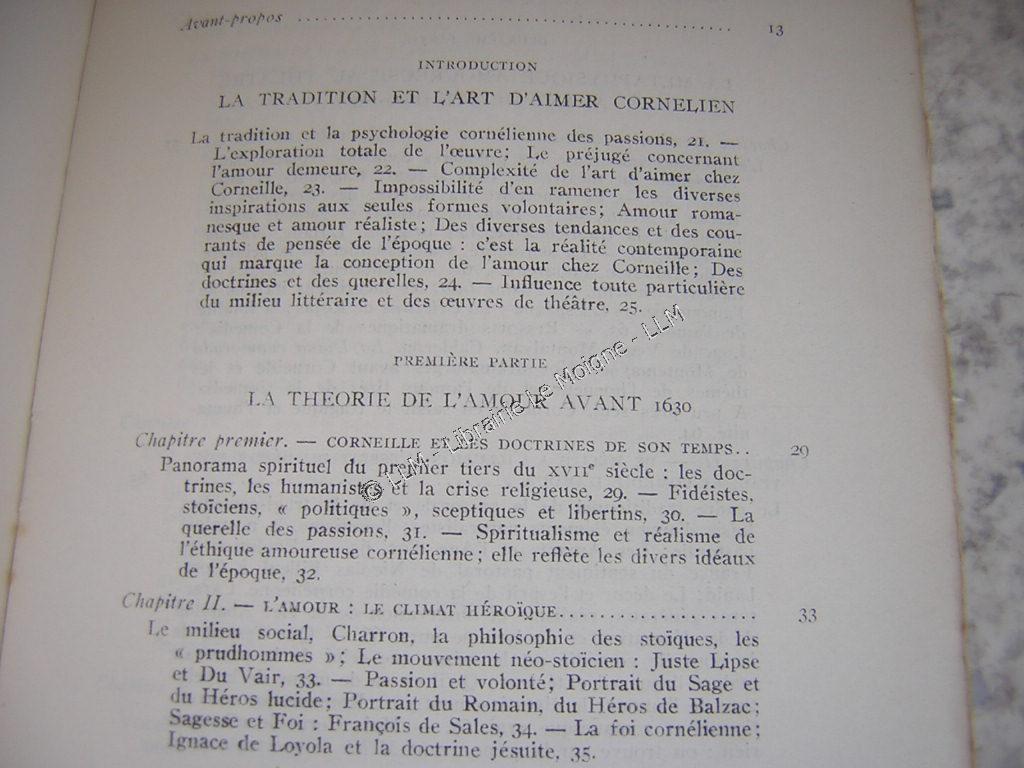 Avant-propos ........................................ 13
INTRODUCTION
LA TRADITION ET L'ART D'AIMER CORNELIEN
La tradition et la psychologie cornélienne des passions, 21. —
L'exploration totale de l'œuvre; Le préjugé concernant
l'amour demeure, 22. — Complexité de l'art d'aimer chez
Corneille, 23. — Impossibilité d'en ramener les diverses
inspirations aux seules formes volontaires; Amour roma-
nesque et amour réaliste; Des diverses tendances et des cou-
rants de pensée de l'époque : c'est la réalité contemporaine
qui marque la conception de l'amour chez Corneille; Des
doctrines et des querelles, 24. — Influence toute particulière
du milieu littéraire et des œuvres de théâtre, 25.
PREMIÈRE PARTIE
LA THEORIE DE L'AMOUR AVANT 1630
Chapitre premier. — CORNEILLE ET LES DOCTRINES DE SON TEMPS.. 29
Panorama spirituel du premier tiers du XVIIe siècle : les doc-
trines, les humanistes et la crise religieuse, 29. — Fidéistes,
stoïciens, « politiques », sceptiques et libertins, 30. — La
querelle des passions, 31. — Spiritualisme et réalisme de
l'éthique amoureuse cornélienne; elle reflète les divers idéaux
de l'époque, 32.
Chapitre II. — L'AMOUR : LE CLIMAT HÉROÏQUE.................... 33
Le milieu social, Charron, la philosophie des stoïques, les
« prudhommes »; Le mouvement néo-stoïcien : Juste Lipse
et Du Vair, 33. — Passion et volonté; Portrait du Sage et
du Héros lucide; Portrait du Romain, du Héros de Balzac;
Sagesse et Foi : François de Sales, 34. — La foi cornélienne;
Ignace de Loyola et la doctrine jésuite, 35.
© LLM - Librairie Le Moigne - LLM